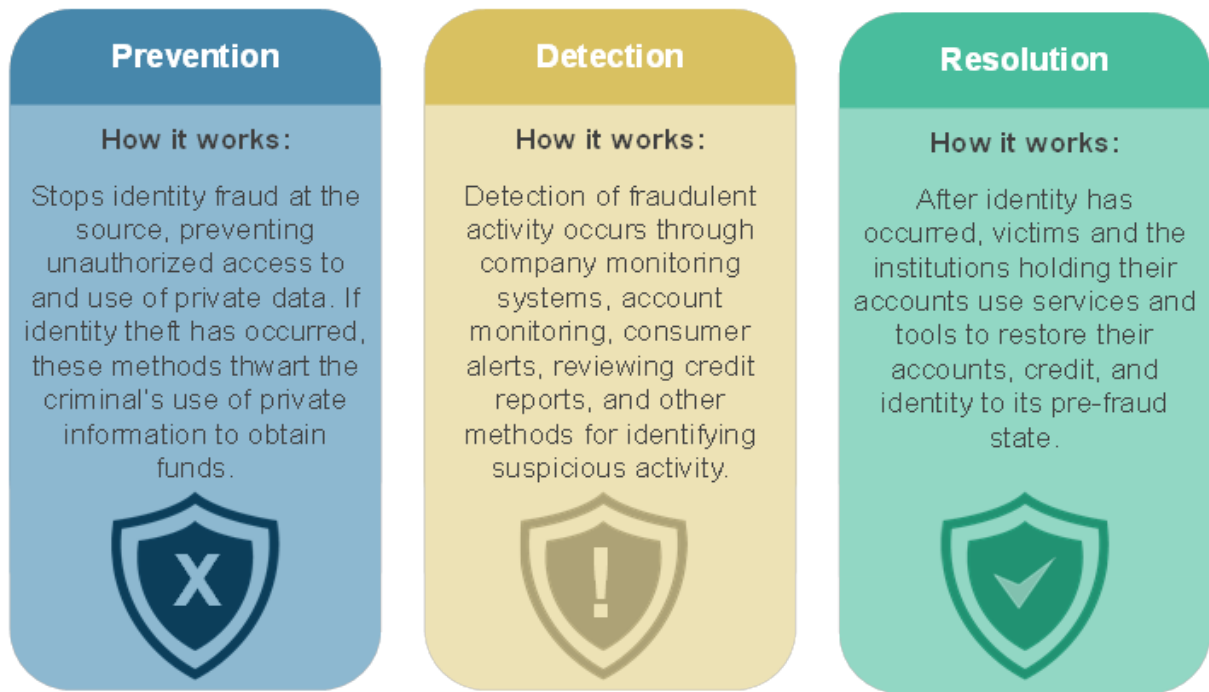 Prevention
How it works:
Stops identity fraud at the
source, preventing
unauthorized access to
and use of private data. If
identity theft has occurred,
these methods thwart the
criminal's use of private
information to obtain
funds.
X
Detection
How it works:
Detection of fraudulent
activity occurs through
company monitoring
systems, account
monitoring, consumer
alerts, reviewing credit
reports, and other
methods for identifying
suspicious activity.
!
Resolution
How it works:
After identity has
occurred, victims and the
institutions holding their
accounts use services and
tools to restore their
accounts, credit, and
identity to its pre-fraud
state.